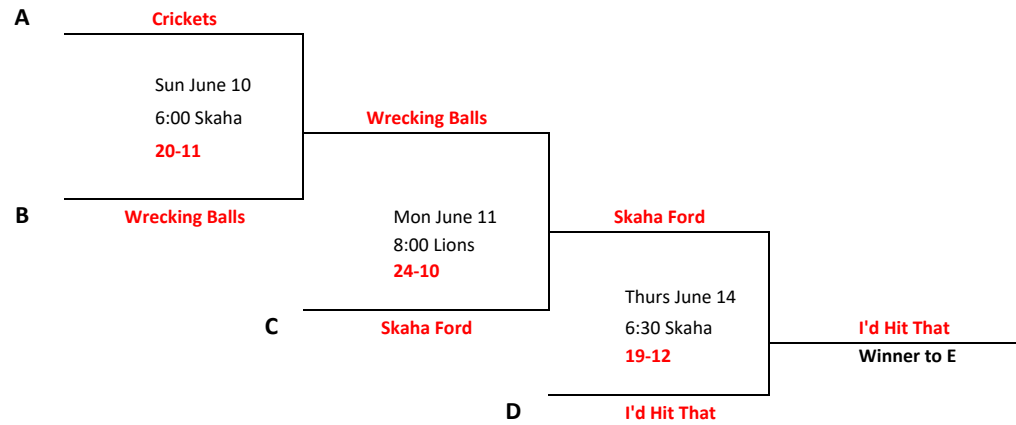 A
Crickets
Sun June 10
6:00 Skaha
20-11
B
Wrecking Balls
Wrecking Balls
Mon June 11
8:00 Lions
24-10
C
Skaha Ford
Skaha Ford
Thurs June 14
6:30 Skaha
19-12
D
I'd Hit That
I'd Hit That
Winner to E